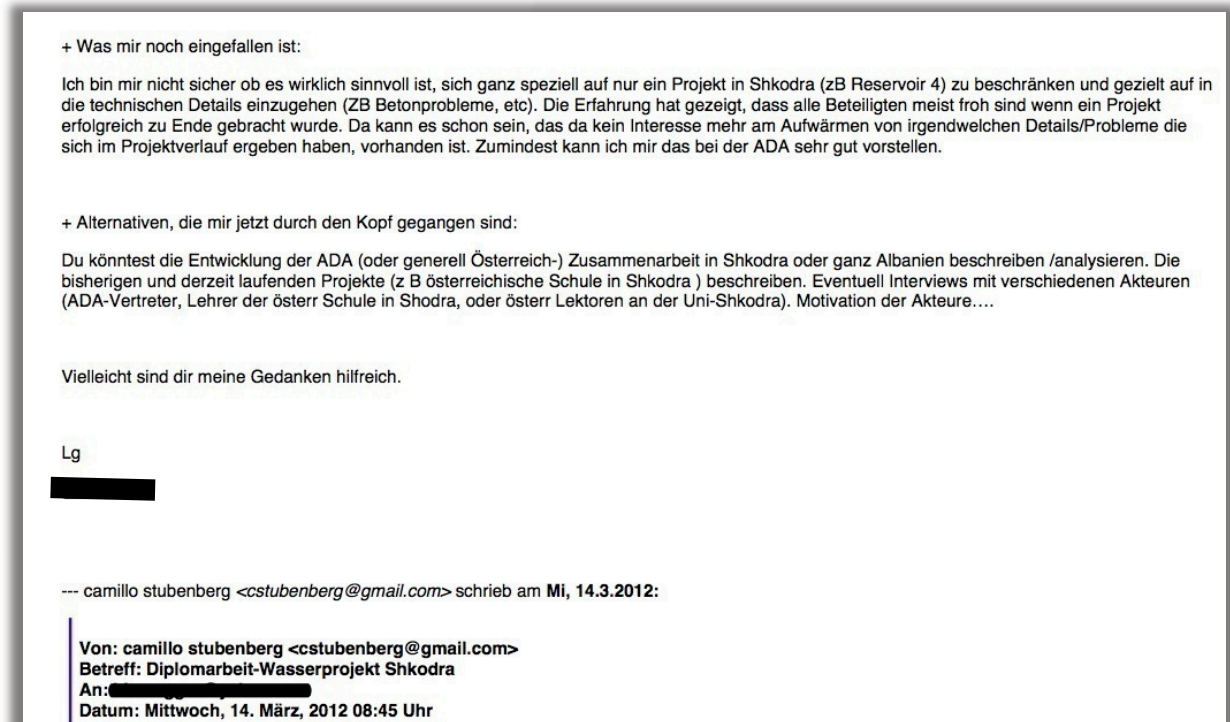 + Was mir noch eingefallen ist:
Ich bin mir nicht sicher ob es wirklich sinnvoll ist, sich ganz speziell auf nur ein Projekt in Shkodra (zB Reservoir 4) zu beschränken und gezielt auf in
die technischen Details einzugehen (ZB Betonprobleme, etc). Die Erfahrung hat gezeigt, dass alle Beteiligten meist froh sind wenn ein Projekt
erfolgreich zu Ende gebracht wurde. Da kann es schon sein, das da kein Interesse mehr am Aufwärmen von irgendwelchen Details/Probleme die
sich im Projektverlauf ergeben haben, vorhanden ist. Zumindest kann ich mir das bei der ADA sehr gut vorstellen.
+ Alternativen, die mir jetzt durch den Kopf gegangen sind:
Du könntest die Entwicklung der ADA (oder generell Österreich-) Zusammenarbeit in Shkodra oder ganz Albanien beschreiben /analysieren. Die
bisherigen und derzeit laufenden Projekte (z B österreichische Schule in Shkodra ) beschreiben. Eventuell Interviews mit verschiedenen Akteuren
(ADA-Vertreter, Lehrer der österr Schule in Shodra, oder österr Lektoren an der Uni-Shkodra). Motivation der Akteure….
Vielleicht sind dir meine Gedanken hilfreich.
Lg
--- camillo stubenberg <cstubenberg@gmail.com> schrieb am Mi, 14.3.2012:
Von: camillo stubenberg <cstubenberg@gmail.com>
Betreff: Diplomarbeit-Wasserprojekt Shkodra
An:
Datum: Mittwoch, 14. März, 2012 08:45 Uhr